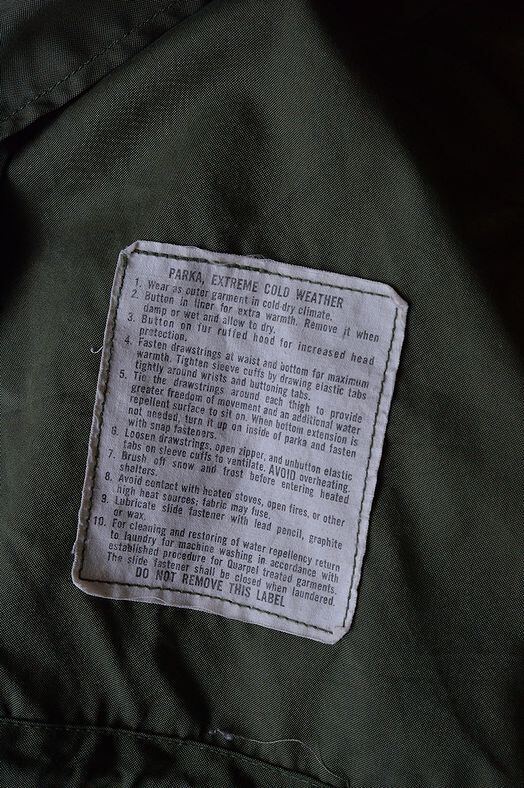 PARKA, EXTREME COLD WEATHER
1. Wear as outer garment in cold-dry climate.
2. Button in liner for extra warmth. Remove it when
damp or wet and allow to dry.
3. Button on fur ruffed hood for increased head
protection.
4. Fasten drawstrings at waist and bottom for maximum
warmth. Tighten sleeve cuffs by drawing elastic tabs
tightly around wrists and buttoning tabs.
5. Tie the drawstrings around each thigh to provide
greater freedom of movement and an additional water
repellent surface to sit on. When bottom extension is
not needed, turn it up on inside of parka and fasten
with snap fasteners.
6. Loosen drawstrings, open zipper, and unbutton elastic
tabs on sleeve cuffs to ventilate. AVOID overheating.
7. Brush off snow and frost before entering heated
shelters.
8. Avoid contact with heated stoves, open fires, or other
high heat sources; fabric may fuse.
9. Lubricate slide fastener with lead pencil, graphite
or wax.
10. For cleaning and restoring of water repellency return
to laundry for machine washing in accordance with
established procedure for Quarpel treated garments.
The slide fastener shall be closed when laundered.
DO NOT REMOVE THIS LABEL